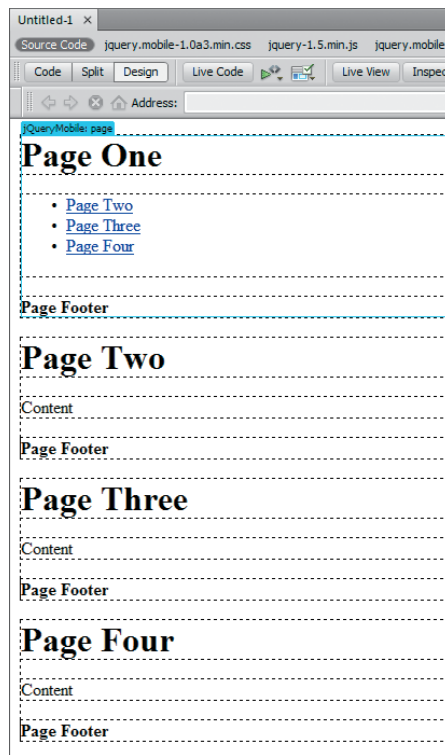 Untitled-1 ×
Source Code jquery.mobile-1.0a3.min.css jquery-1.5.min.js jquery.mobile
Code Split Design Live Code Live View Inspec
Address:
jQueryMobile: page
Page One
• Page Two
• Page Three
• Page Four
Page Footer
Page Two
Content
Page Footer
Page Three
Content
Page Footer
Page Four
Content
Page Footer